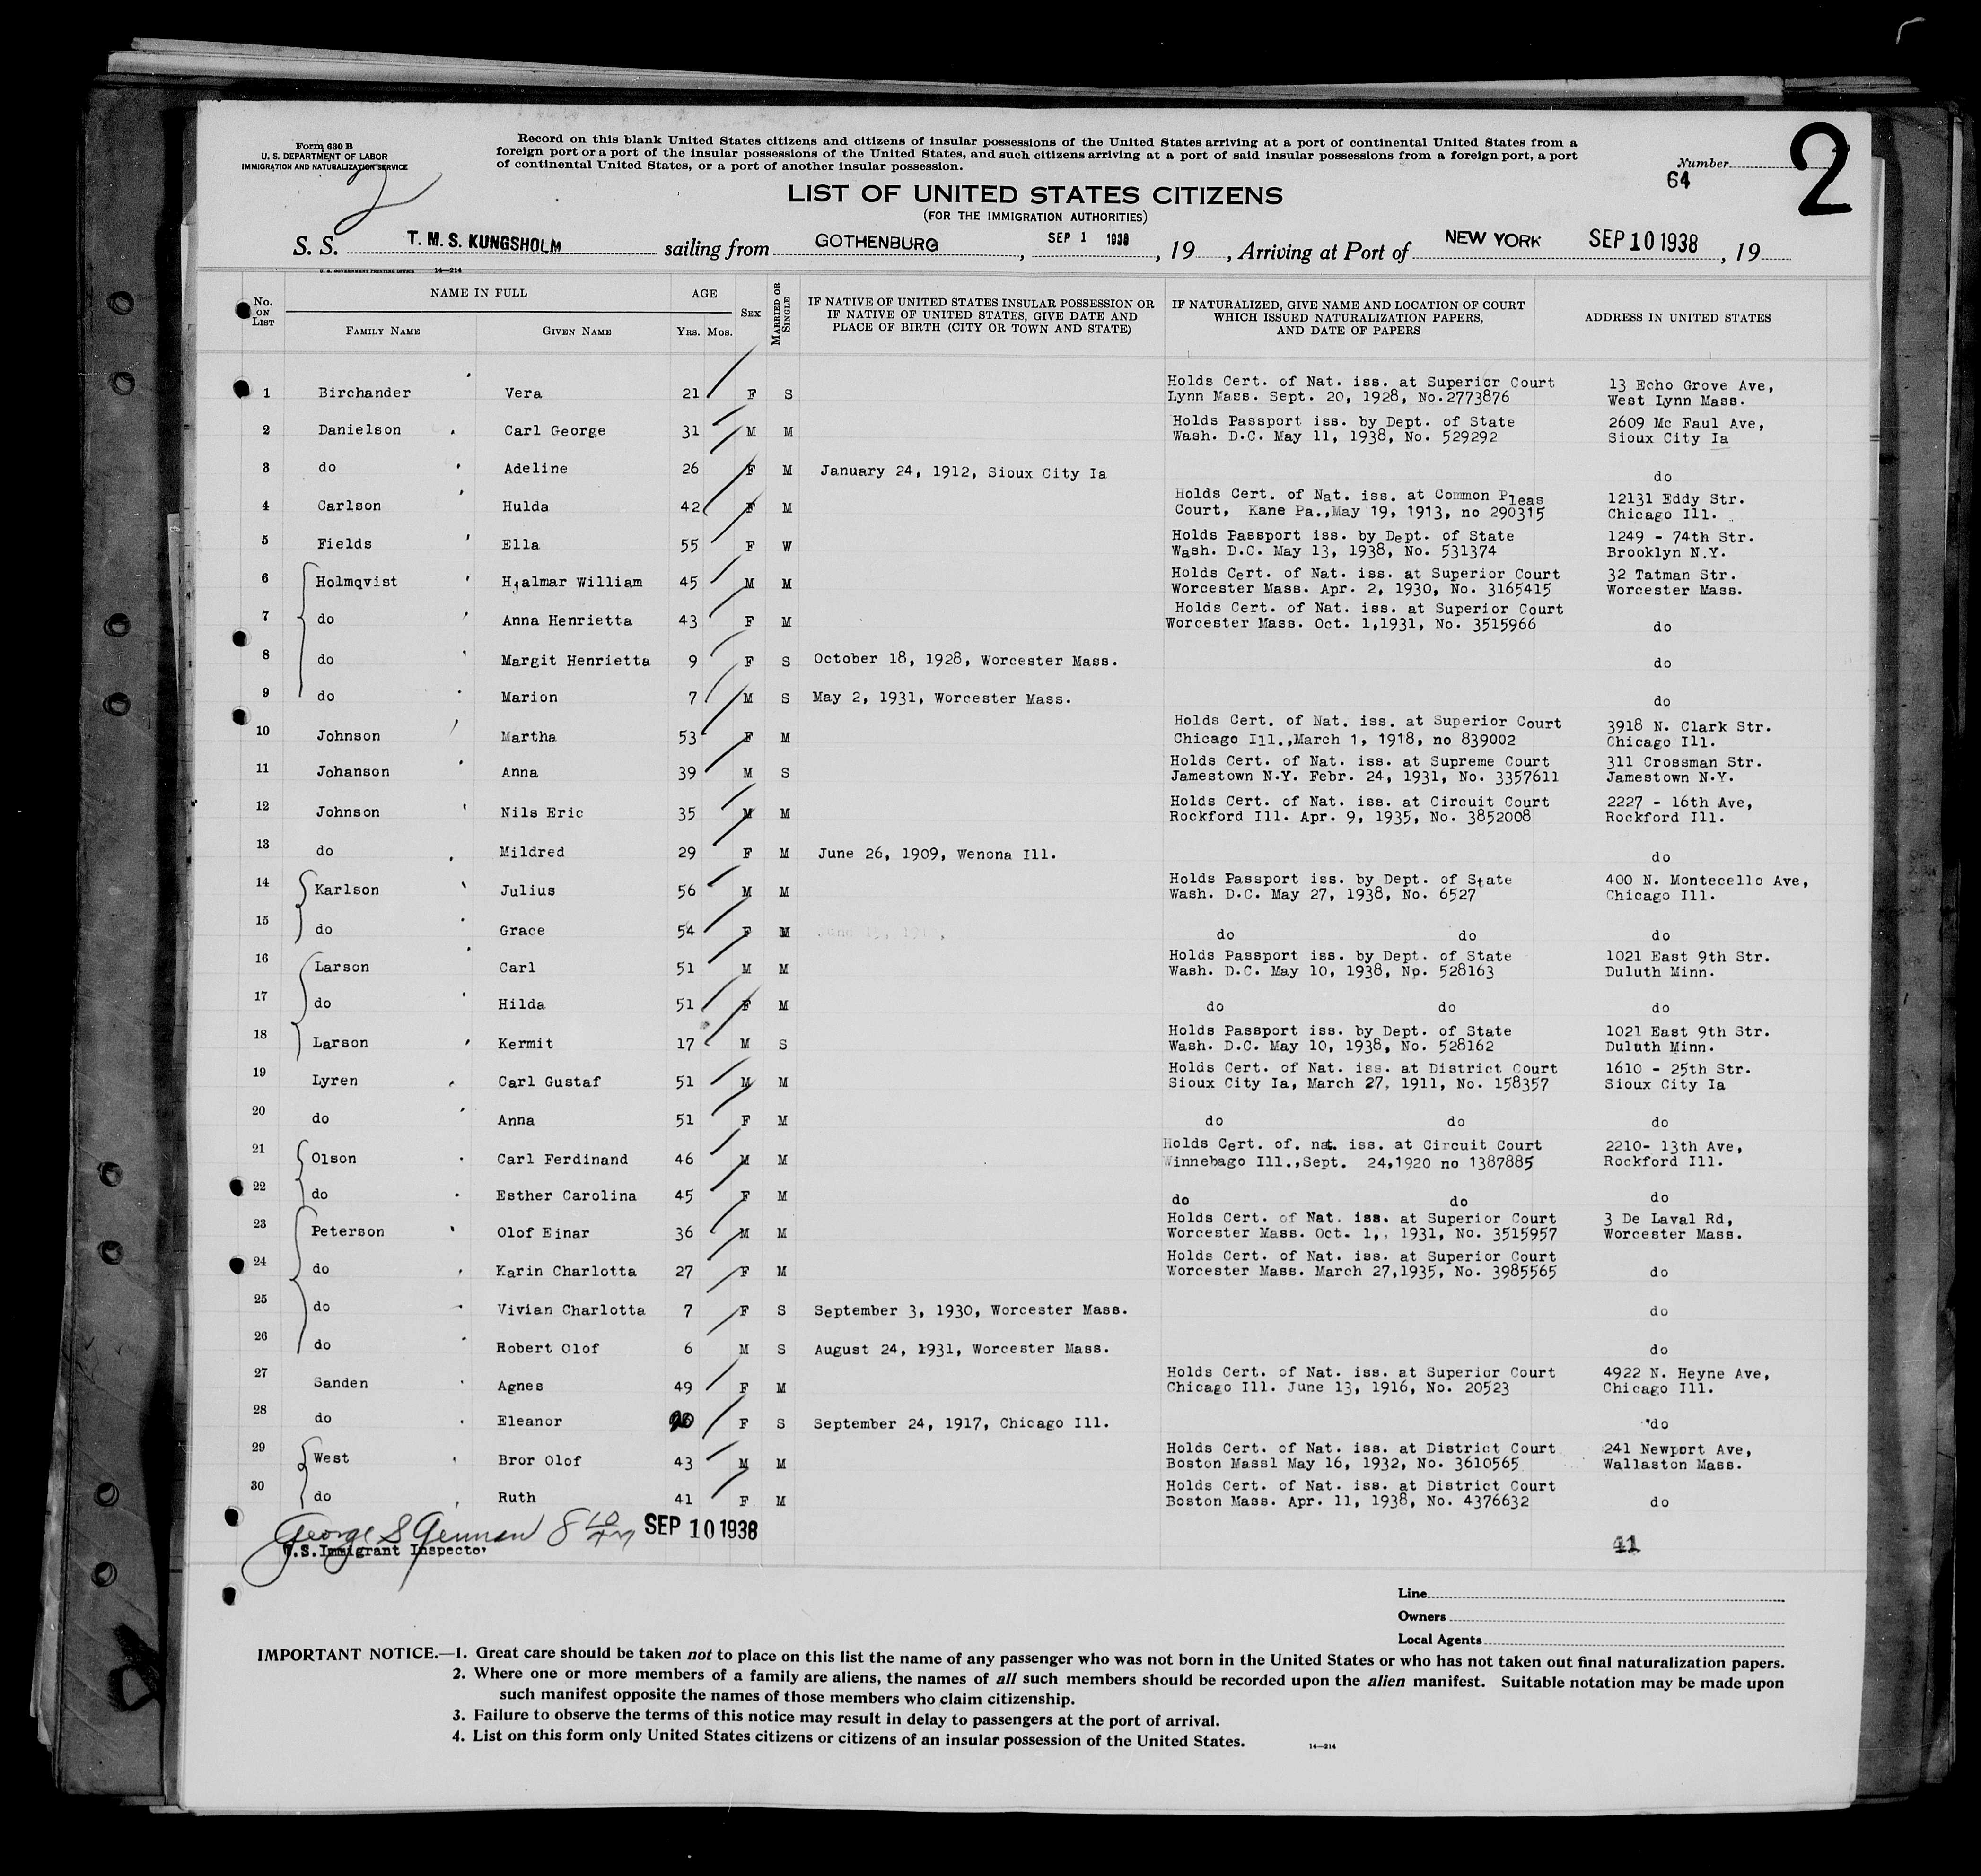 Form 630 B
U. S. DEPARTMENT OF LABOR
IMMIGRATION AND NATURALIZATION SERVICE
Record on this blank United States citizens and citizens of insular possessions of the United States arriving at a port of continental United States from a
foreign port or a port of the insular possessions of the United States, and such citizens arriving at a port of said insular possessions from a foreign port, a port
of continental United States, or a port of another insular possession.
Number
64
2
2
LIST OF UNITED STATES CITIZENS
(FOR THE IMMIGRATION AUTHORITIES)
S. S. T. M. S. KUNGSHOLM sailing from GOTHENBURG, SEP 1 1938, 19, Arriving at Port of NEW YORK SEP 10 1938, 19
U. S. GOVERNMENT PRINTING OFFICE 14—214
No. ON LIST NAME IN FULL FAMILY NAME GIVEN NAME AGE YRS. MOS. SEX MARRIED OR SINGLE
IF NATIVE OF UNITED STATES INSULAR POSSESSION OR
IF NATIVE OF UNITED STATES, GIVE DATE AND
PLACE OF BIRTH (CITY OR TOWN AND STATE)
IF NATURALIZED, GIVE NAME AND LOCATION OF COURT
WHICH ISSUED NATURALIZATION PAPERS,
AND DATE OF PAPERS
ADDRESS IN UNITED STATES
Holds Cert. of Nat. iss. at Superior Court 13 Echo Grove Ave,
1 Birchander Vera 21 F S Lynn Mass. Sept. 20, 1928, No.2773876 West Lynn Mass.
Holds Passport iss. by Dept. of State 2609 Mc Faul Ave,
2 Danielson Carl George 31 M M Wash. D.C. May 11, 1938, No. 529292 Sioux City Ia
3 do Adeline 26 F M January 24, 1912, Sioux City Ia do
Holds Cert. of Nat. iss. at Common Pleas 12131 Eddy Str.
4 Carlson Hulda 42 F M Court, Kane Pa.,May 19, 1913, no 290315 Chicago Ill.
Holds Passport iss. by Dept. of State 1249 - 74th Str.
5 Fields Ella 55 F W Wash. D.C. May 13, 1938, No. 531374 Brooklyn N.Y.
Holds Cert. of Nat. iss. at Superior Court 32 Tatman Str.
6 Holmqvist Hjalmar William 45 M M Worcester Mass. Apr. 2, 1930, No. 3165415 Worcester Mass.
Holds Cert. of Nat. iss. at Superior Court
7 do Anna Henrietta 43 F M Worcester Mass. Oct. 1,1931, No. 3515966 do
8 do Margit Henrietta 9 F S October 18, 1928, Worcester Mass. do
9 do Marion 7 M S May 2, 1931, Worcester Mass. do
Holds Cert. of Nat. iss. at Superior Court 3918 N. Clark Str.
10 Johnson Martha 53 F M Chicago Ill.,March 1, 1918, no 839002 Chicago Ill.
Holds Cert. of Nat. iss. at Supreme Court 311 Crossman Str.
11 Johanson Anna 39 M S Jamestown N.Y. Febr. 24, 1931, No. 3357611 Jamestown N.Y.
Holds Cert. of Nat. iss. at Circuit Court 2227 - 16th Ave,
12 Johnson Nils Eric 35 M M Rockford Ill. Apr. 9, 1935, No. 3852008 Rockford Ill.
13 do Mildred 29 F M June 26, 1909, Wenona Ill. do
Holds Passport iss. by Dept. of State 400 N. Montecello Ave,
14 Karlson Julius 56 M M Wash. D.C. May 27, 1938, No. 6527 Chicago Ill.
15 do Grace 54 F M do do do
Holds Passport iss. by Dept. of State 1021 East 9th Str.
16 Larson Carl 51 M M Wash. D.C. May 10, 1938, No. 528163 Duluth Minn.
17 do Hilda 51 F M do do do
Holds Passport iss. by Dept. of State 1021 East 9th Str.
18 Larson Kermit 17 M S Wash. D.C. May 10, 1938, No. 528162 Duluth Minn.
Holds Cert. of Nat. iss. at District Court 1610 - 25th Str.
19 Lyren Carl Gustaf 51 M M Sioux City Ia, March 27, 1911, No. 158357 Sioux City Ia
20 do Anna 51 F M do do do
Holds Cert. of. nat. iss. at Circuit Court 2210- 13th Ave,
21 Olson Carl Ferdinand 46 M M Winnebago Ill.,Sept. 24,1920 no 1387885 Rockford Ill.
22 do Esther Carolina 45 F M do do do
Holds Cert. of Nat. iss. at Superior Court 3 De Laval Rd,
23 Peterson Olof Einar 36 M M Worcester Mass. Oct. 1,, 1931, No. 3515957 Worcester Mass.
Holds Cert. of Nat. iss. at Superior Court
24 do Karin Charlotta 27 F M Worcester Mass. March 27,1935, No. 3985565 do
25 do Vivian Charlotta 7 F S September 3, 1930, Worcester Mass. do
26 do Robert Olof 6 M S August 24, 1931, Worcester Mass. do
Holds Cert. of Nat. iss. at Superior Court 4922 N. Heyne Ave,
27 Sanden Agnes 49 F M Chicago Ill. June 13, 1916, No. 20523 Chicago Ill.
28 do Eleanor F S September 24, 1917, Chicago Ill. do
Holds Cert. of Nat. iss. at District Court 241 Newport Ave,
29 West Bror Olof 43 M M Boston Massl May 16, 1932, No. 3610565 Wallaston Mass.
Holds Cert. of Nat. iss. at District Court
30 do Ruth 41 F M Boston Mass. Apr. 11, 1938, No. 4376632 do
George S SEP 10 1938
U.S.Immigrant Inspector
41
Line
Owners
Local Agents
IMPORTANT NOTICE.—1. Great care should be taken not to place on this list the name of any passenger who was not born in the United States or who has not taken out final naturalization papers.
2. Where one or more members of a family are aliens, the names of all such members should be recorded upon the alien manifest. Suitable notation may be made upon
such manifest opposite the names of those members who claim citizenship.
3. Failure to observe the terms of this notice may result in delay to passengers at the port of arrival.
4. List on this form only United States citizens or citizens of an insular possession of the United States.
14—214